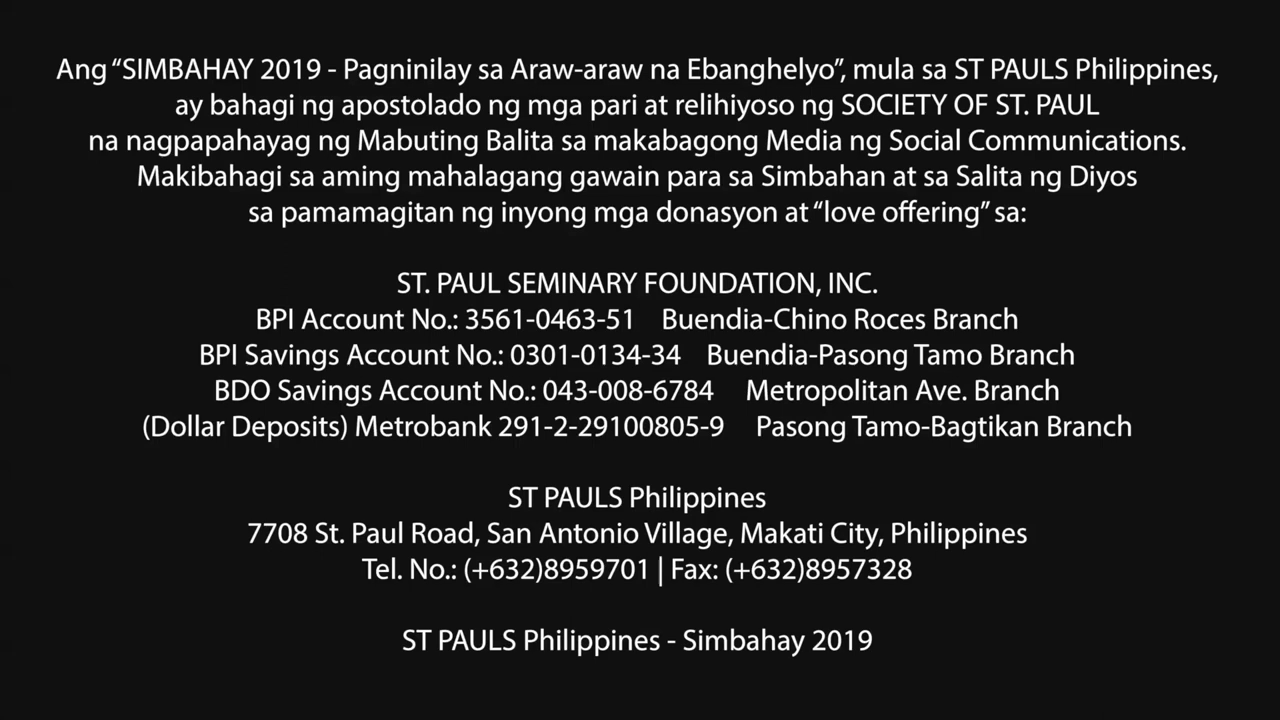 Ang “SIMBAHAY 2019 - Pagninilay sa Araw-araw na Ebanghelyo”, mula sa ST PAULS Philippines,
ay bahagi ng apostolado ng mga pari at relihiyoso ng SOCIETY OF ST. PAUL
na nagpapahayag ng Mabuting Balita sa makabagong Media ng Social Communications.
Makibahagi sa aming mahalagang gawain para sa Simbahan at sa Salita ng Diyos
sa pamamagitan ng inyong mga donasyon at “love offering” sa:
ST. PAUL SEMINARY FOUNDATION, INC.
BPI Account No.: 3561-0463-51 Buendia-Chino Roces Branch
BPI Savings Account No.: 0301-0134-34 Buendia-Pasong Tamo Branch
BDO Savings Account No.: 043-008-6784 Metropolitan Ave. Branch
(Dollar Deposits) Metrobank 291-2-29100805-9 Pasong Tamo-Bagtikan Branch
ST PAULS Philippines
7708 St. Paul Road, San Antonio Village, Makati City, Philippines
Tel. No.: (+632)8959701 | Fax: (+632)8957328
ST PAULS Philippines - Simbahay 2019